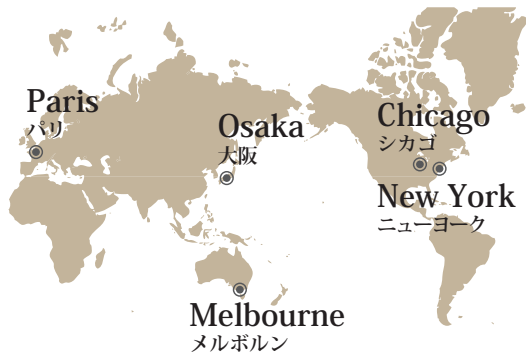 Paris
パリ
Osaka
大阪
Chicago
シカゴ
New York
ニューヨーク
Melbourne
メルボルン